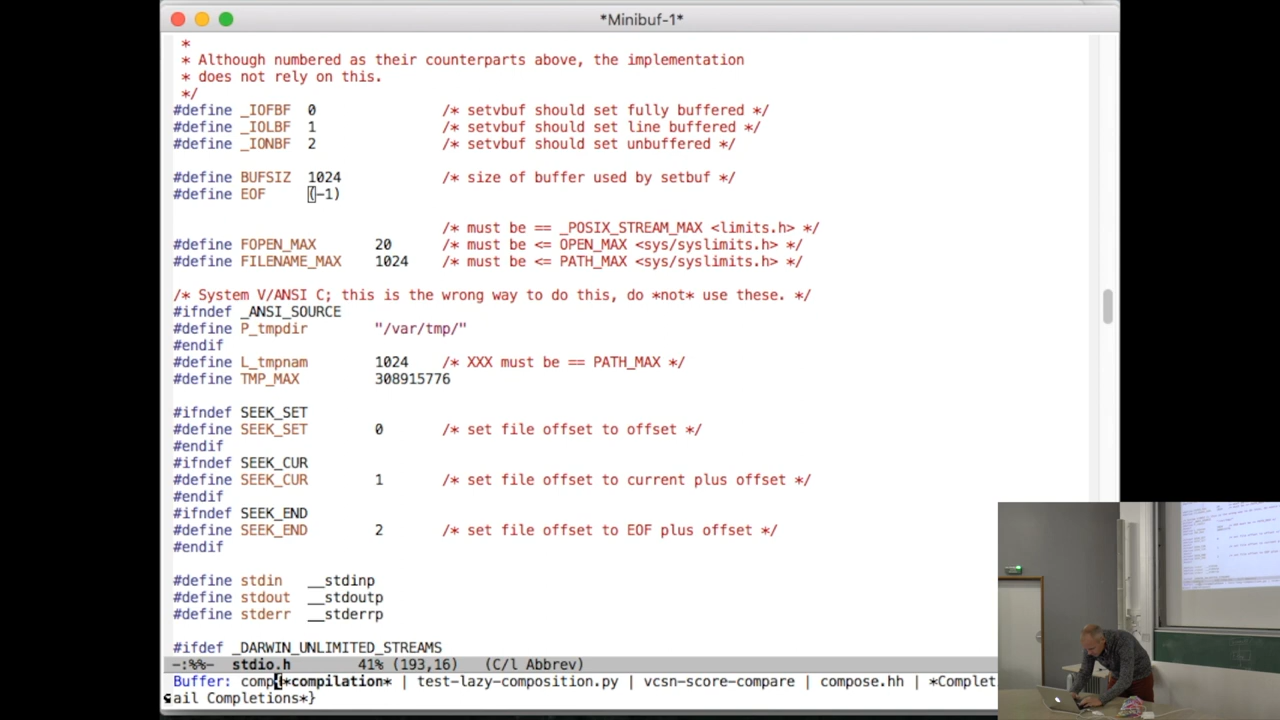 *Minibuf-1*
*
* Although numbered as their counterparts above, the implementation
* does not rely on this.
*/
#define _IOFBF 0 /* setvbuf should set fully buffered */
#define _IOLBF 1 /* setvbuf should set line buffered */
#define _IONBF 2 /* setvbuf should set unbuffered */
#define BUFSIZ 1024 /* size of buffer used by setbuf */
#define EOF (-1)
/* must be == _POSIX_STREAM_MAX <limits.h> */
#define FOPEN_MAX 20 /* must be <= OPEN_MAX <sys/syslimits.h> */
#define FILENAME_MAX 1024 /* must be <= PATH_MAX <sys/syslimits.h> */
/* System V/ANSI C; this is the wrong way to do this, do *not* use these. */
#ifndef _ANSI_SOURCE
#define P_tmpdir "/var/tmp/"
#endif
#define L_tmpnam 1024 /* XXX must be == PATH_MAX */
#define TMP_MAX 308915776
#ifndef SEEK_SET
#define SEEK_SET 0 /* set file offset to offset */
#endif
#ifndef SEEK_CUR
#define SEEK_CUR 1 /* set file offset to current plus offset */
#endif
#ifndef SEEK_END
#define SEEK_END 2 /* set file offset to EOF plus offset */
#endif
#define stdin __stdinp
#define stdout __stdoutp
#define stderr __stderrp
#ifdef _DARWIN_UNLIMITED_STREAMS
-:%%- stdio.h 41% (193,16) (C/l Abbrev)
Buffer: comp{*compilation* | test-lazy-composition.py | vcsn-score-compare | compose.hh | *Complet
ail Completions*}